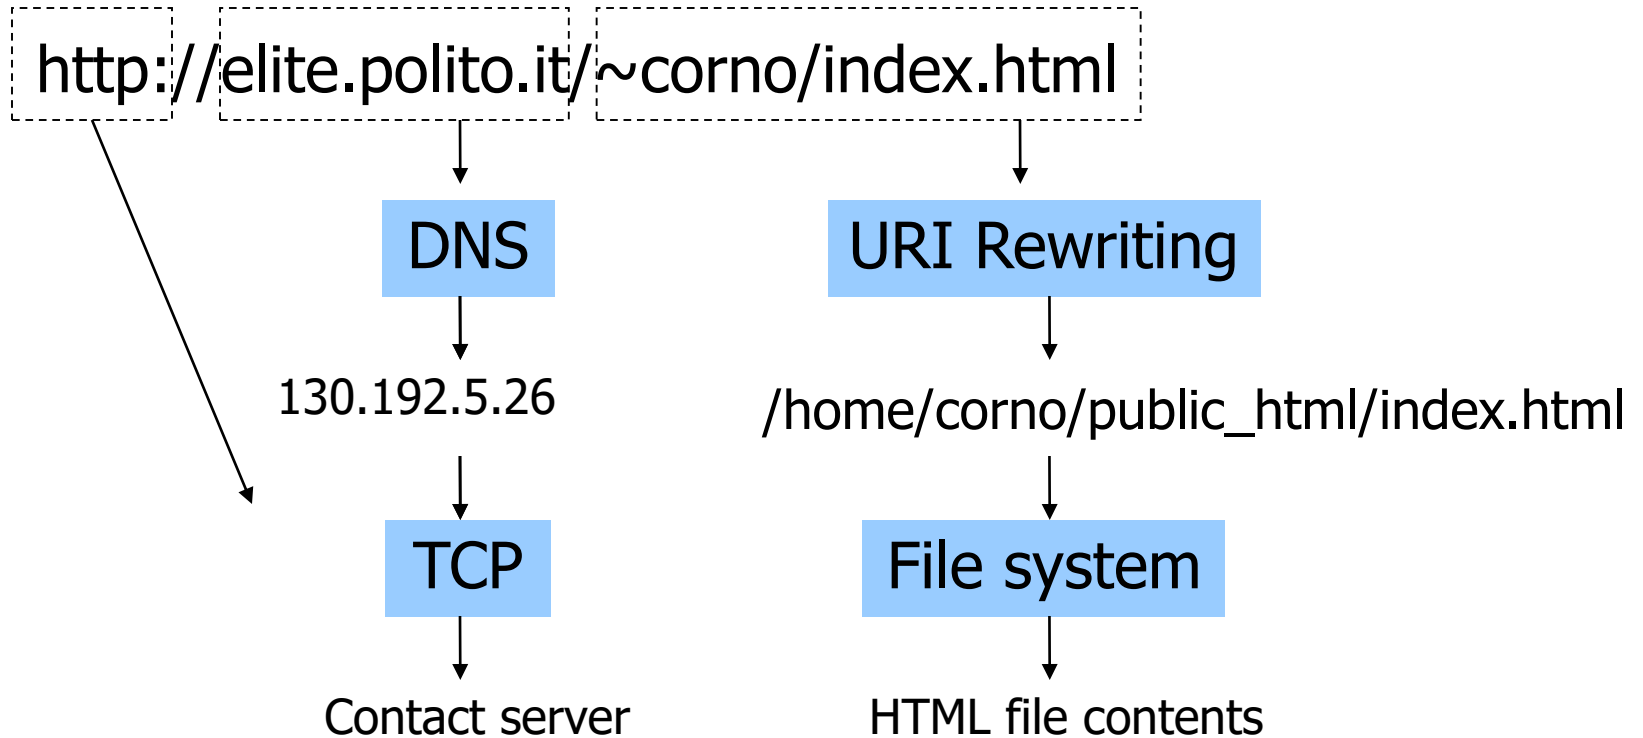 http://elite.polito.it/~corno/index.html
DNS
URI Rewriting
130.192.5.26
/home/corno/public_html/index.html
TCP
File system
Contact server
HTML file contents